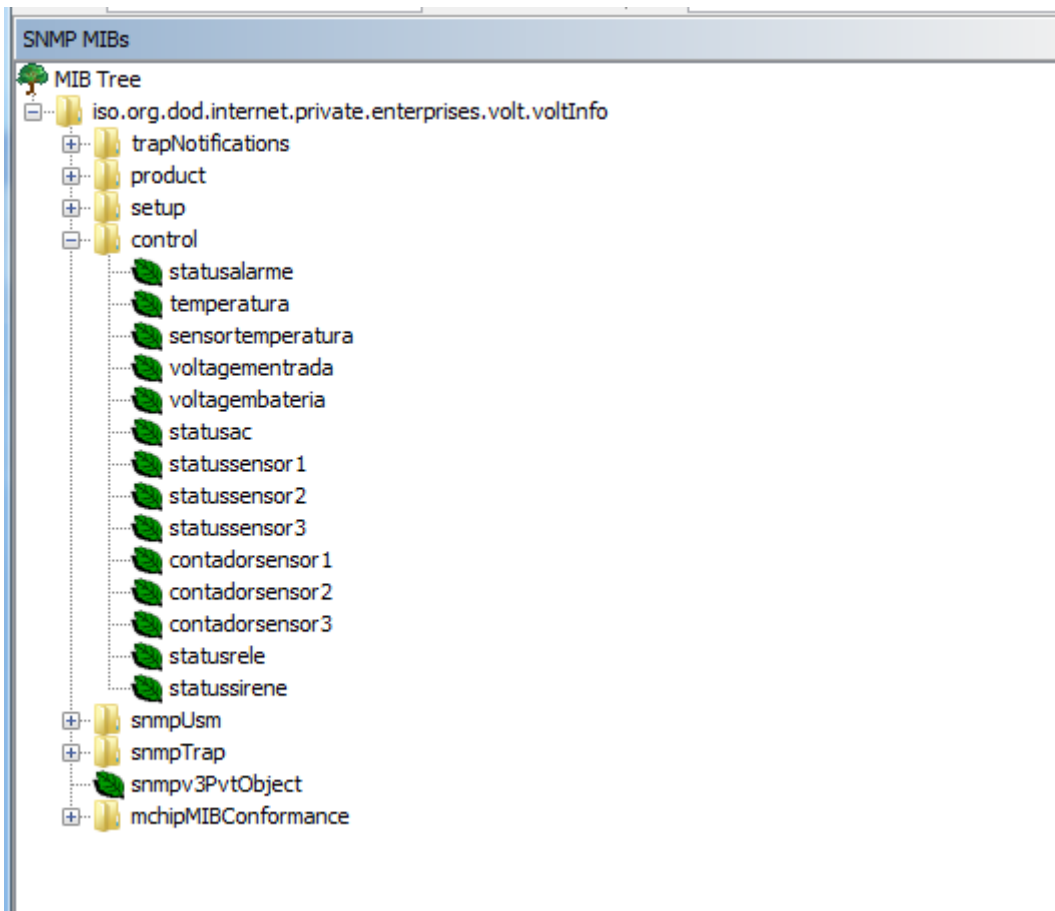 SNMP MIBs
MIB Tree
iso.org.dod.internet.private.enterprises.volt.voltInfo
trapNotifications
product
setup
control
statusalarme
temperatura
sensortemperatura
voltagementrada
voltagembateria
statusac
statussensor1
statussensor2
statussensor3
contadorsensor1
contadorsensor2
contadorsensor3
statusrele
statussirene
snmpUsm
snmpTrap
snmpv3PvtObject
mchipMIBConformance